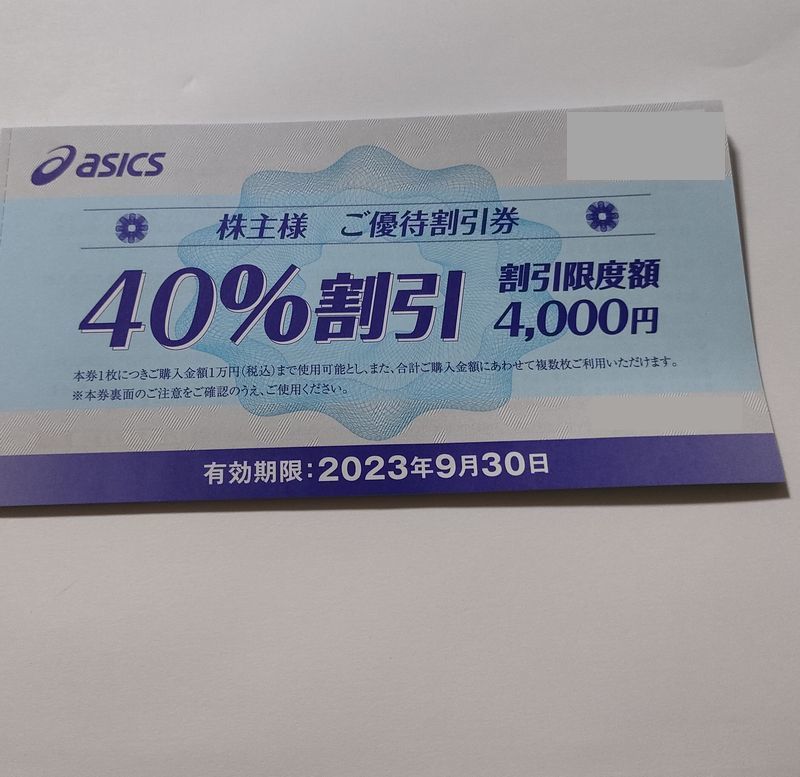 asics
株主様 ご優待割引券
40%割引
割引限度額
4,000円
本券1枚につきご購入金額1万円(税込)まで使用可能とし、また、合計ご購入金額にあわせて複数枚ご利用いただけます。
※本券裏面のご注意をご確認のうえ、ご使用ください。
有効期限:2023年9月30日